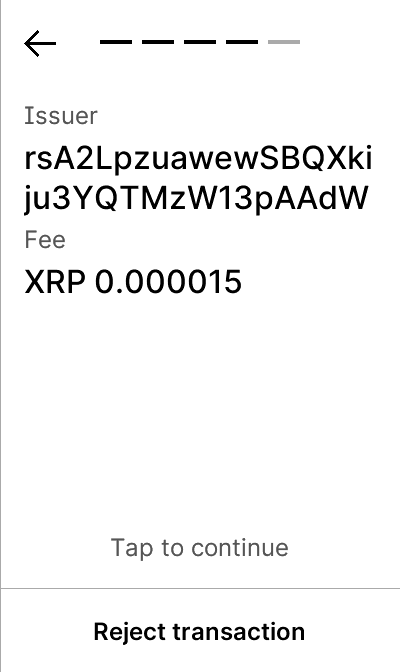 Issuer
rsA2LpzuawewSBQXki
ju3YQTMzW13pAAdW
Fee
XRP 0.000015
Tap to continue
Reject transaction